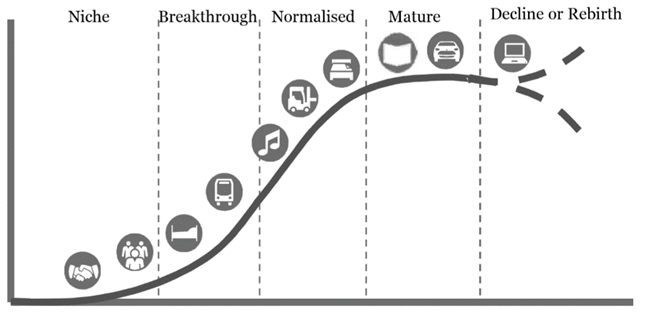 Niche
Breakthrough
Normalised
Mature
Decline or Rebirth